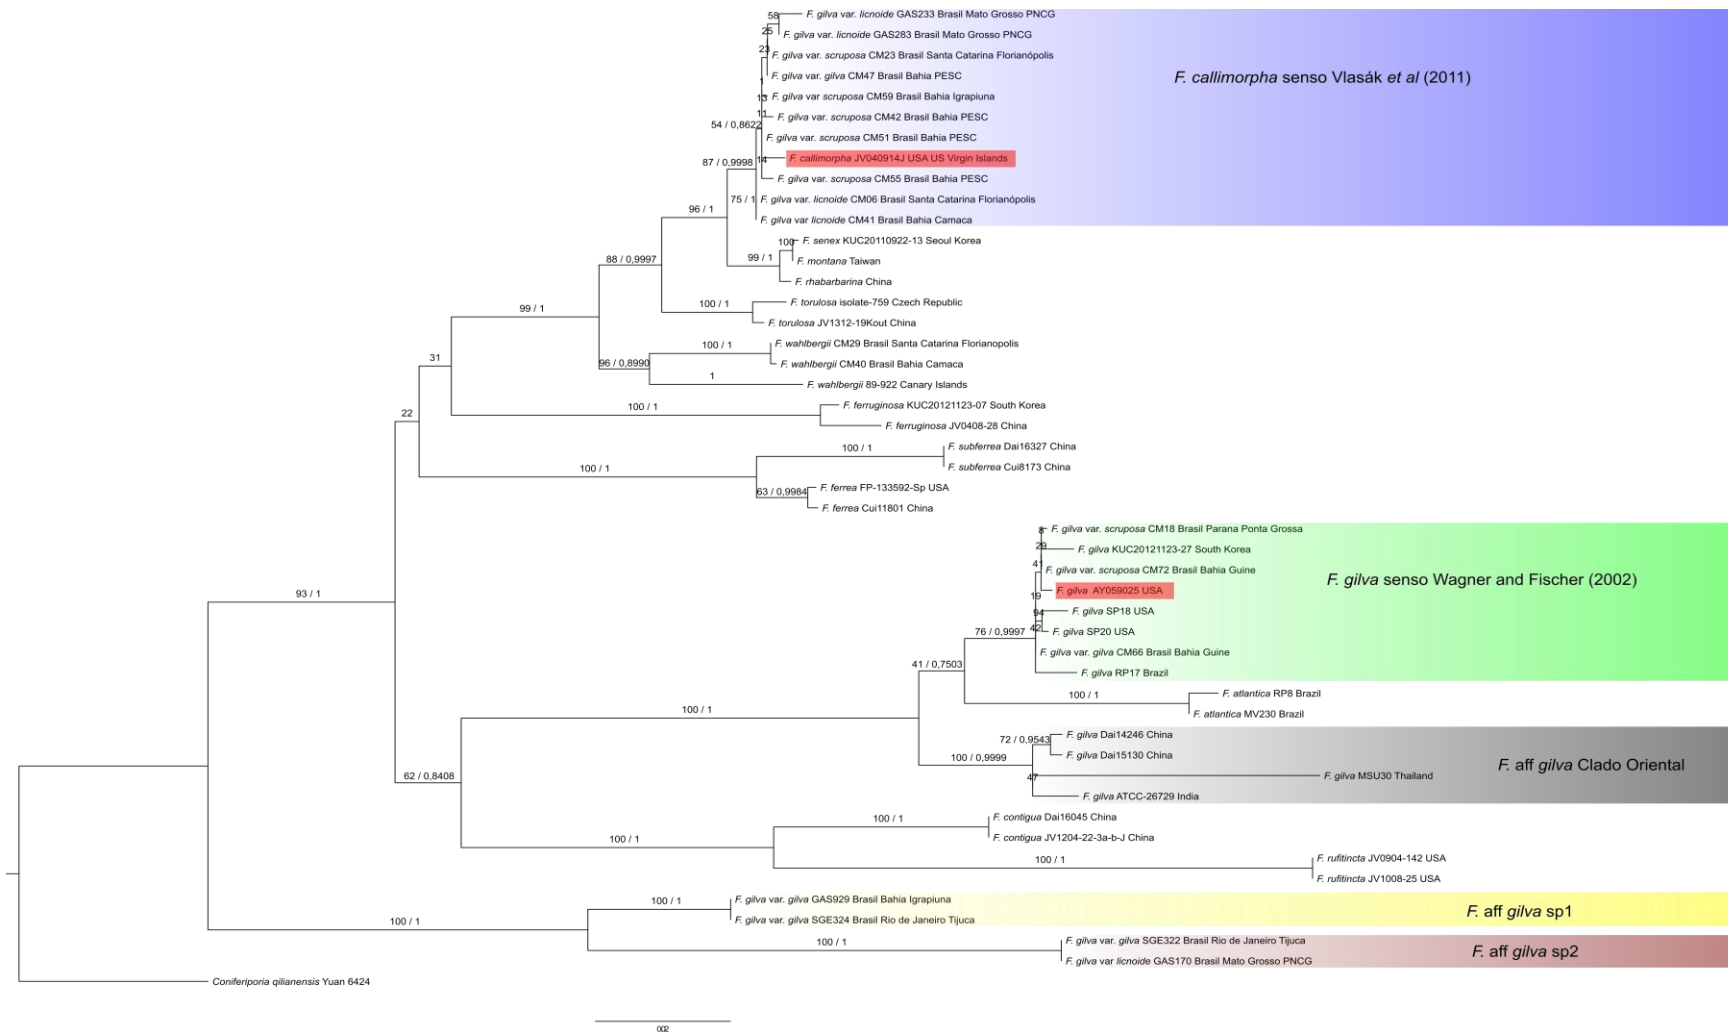 58
F. gilva var. licnoide GAS233 Brasil Mato Grosso PNCG
25
F. gilva var. licnoide GAS283 Brasil Mato Grosso PNCG
23
F. gilva var. scruposa CM23 Brasil Santa Catarina Florianópolis
F. gilva var. gilva CM47 Brasil Bahia PESC
F. callimorpha senso Vlasák et al (2011)
1
13
F. gilva var scruposa CM59 Brasil Bahia Igrapiuna
11
F. gilva var. scruposa CM42 Brasil Bahia PESC
54 / 0,8622
F. gilva var. scruposa CM51 Brasil Bahia PESC
87 / 0,9998
14
F. callimorpha JV040914J USA US Virgin Islands
F. gilva var. scruposa CM55 Brasil Bahia PESC
75 / 1
F. gilva var. licnoide CM06 Brasil Santa Catarina Florianópolis
96 / 1
F. gilva var licnoide CM41 Brasil Bahia Camaca
100
F. senex KUC20110922-13 Seoul Korea
88 / 0,9997
99 / 1
F. montana Taiwan
F. rhabarbarina China
100 / 1
F. torulosa isolate-759 Czech Republic
99 / 1
F. torulosa JV1312-19Kout China
100 / 1
F. wahlbergii CM29 Brasil Santa Catarina Florianopolis
31
96 / 0,8990
F. wahlbergii CM40 Brasil Bahia Camaca
1
F. wahlbergii 89-922 Canary Islands
100 / 1
F. ferruginosa KUC20121123-07 South Korea
22
F. ferruginosa JV0408-28 China
100 / 1
F. subferrea Dai16327 China
100 / 1
F. subferrea Cui8173 China
63 / 0,9984
F. ferrea FP-133592-Sp USA
F. ferrea Cui11801 China
8
F. gilva var. scruposa CM18 Brasil Parana Ponta Grossa
29
F. gilva KUC20121123-27 South Korea
41
F. gilva var. scruposa CM72 Brasil Bahia Guine
F. gilva senso Wagner and Fischer (2002)
93 / 1
19
F. gilva AY059025 USA
94
F. gilva SP18 USA
76 / 0,9997
42
F. gilva SP20 USA
F. gilva var. gilva CM66 Brasil Bahia Guine
41 / 0,7503
F. gilva RP17 Brazil
100 / 1
F. atlantica RP8 Brazil
100 / 1
F. atlantica MV230 Brazil
72 / 0,9543
F. gilva Dai14246 China
100 / 0,9999
F. gilva Dai15130 China
F. aff gilva Clado Oriental
62 / 0,8408
47
F. gilva MSU30 Thailand
F. gilva ATCC-26729 India
100 / 1
F. contigua Dai16045 China
100 / 1
F. contigua JV1204-22-3a-b-J China
100 / 1
F. rufitincta JV0904-142 USA
F. rufitincta JV1008-25 USA
100 / 1
F. gilva var. gilva GAS929 Brasil Bahia Igrapiuna
F. aff gilva sp1
100 / 1
F. gilva var. gilva SGE324 Brasil Rio de Janeiro Tijuca
100 / 1
F. gilva var. gilva SGE322 Brasil Rio de Janeiro Tijuca
F. aff gilva sp2
F. gilva var licnoide GAS170 Brasil Mato Grosso PNCG
Coniferiporia qilianensis Yuan 6424
002